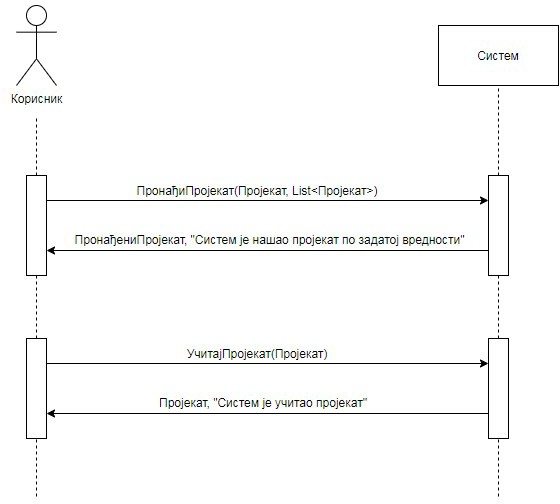 Систем
Корисник
ПронађиПројекат(Пројекат, List<Пројекат>)
ПронађениПројекат, "Систем је нашао пројекат по задатој вредности"
УчитајПројекат(Пројекат)
Пројекат, "Систем је учитао пројекат"